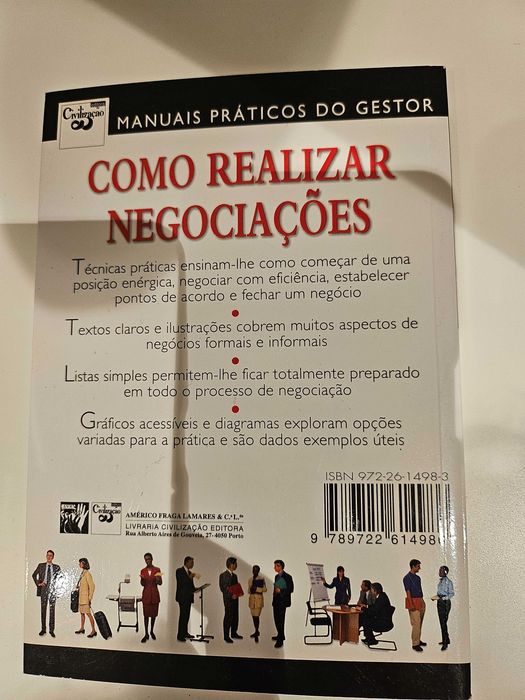 Civilização
MANUAIS PRÁTICOS DO GESTOR
COMO REALIZAR
NEGOCIAÇÕES
Técnicas práticas ensinam-lhe como começar de uma
posição enérgica, negociar com eficiência, estabelecer
pontos de acordo e fechar um negócio
•
Textos claros e ilustrações cobrem muitos aspectos de
negócios formais e informais
•
Listas simples permitem-lhe ficar totalmente preparado
em todo o processo de negociação
•
Gráficos acessíveis e diagramas exploram opções
variadas para a prática e são dados exemplos úteis
ISBN 972-26-1498-3
Civilização
AMÉRICO FRAGA LAMARES & C.ª L.da
LIVRARIA CIVILIZAÇÃO EDITORA
Rua Alberto Aires de Gouveia, 27-4050 Porto
9 789722 61498